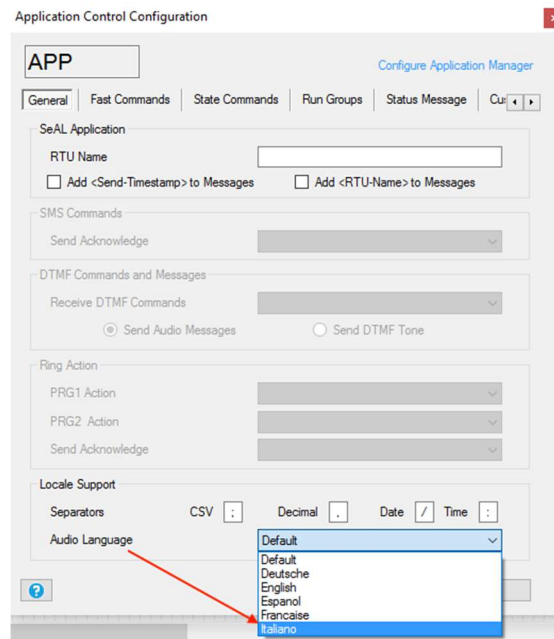 Application Control Configuration
APP
Configure Application Manager
General Fast Commands State Commands Run Groups Status Message
SeAL Application
RTU Name
Add <Send-Timestamp> to Messages Add <RTU-Name> to Messages
SMS Commands
Send Acknowledge
DTMF Commands and Messages
Receive DTMF Commands
Send Audio Messages Send DTMF Tone
Ring Action
PRG1 Action
PRG2 Action
Send Acknowledge
Locale Support
Separators CSV ; Decimal . Date / Time :
Audio Language Default
Default
Deutsche
English
Espanol
Francaise
Italiano